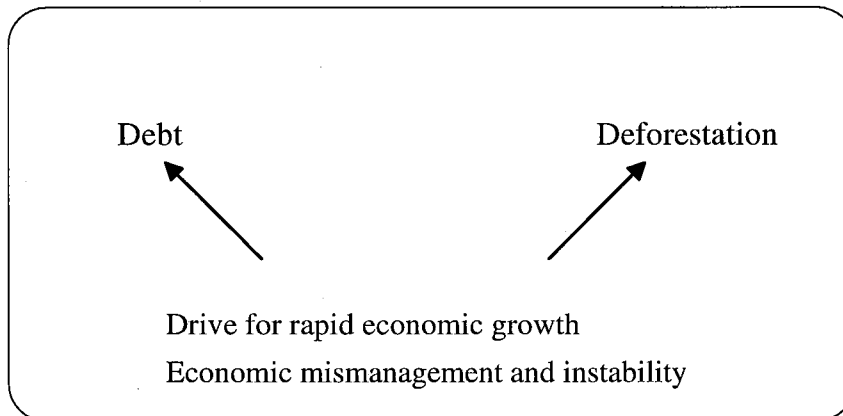 Debt Deforestation
Drive for rapid economic growth
Economic mismanagement and instability